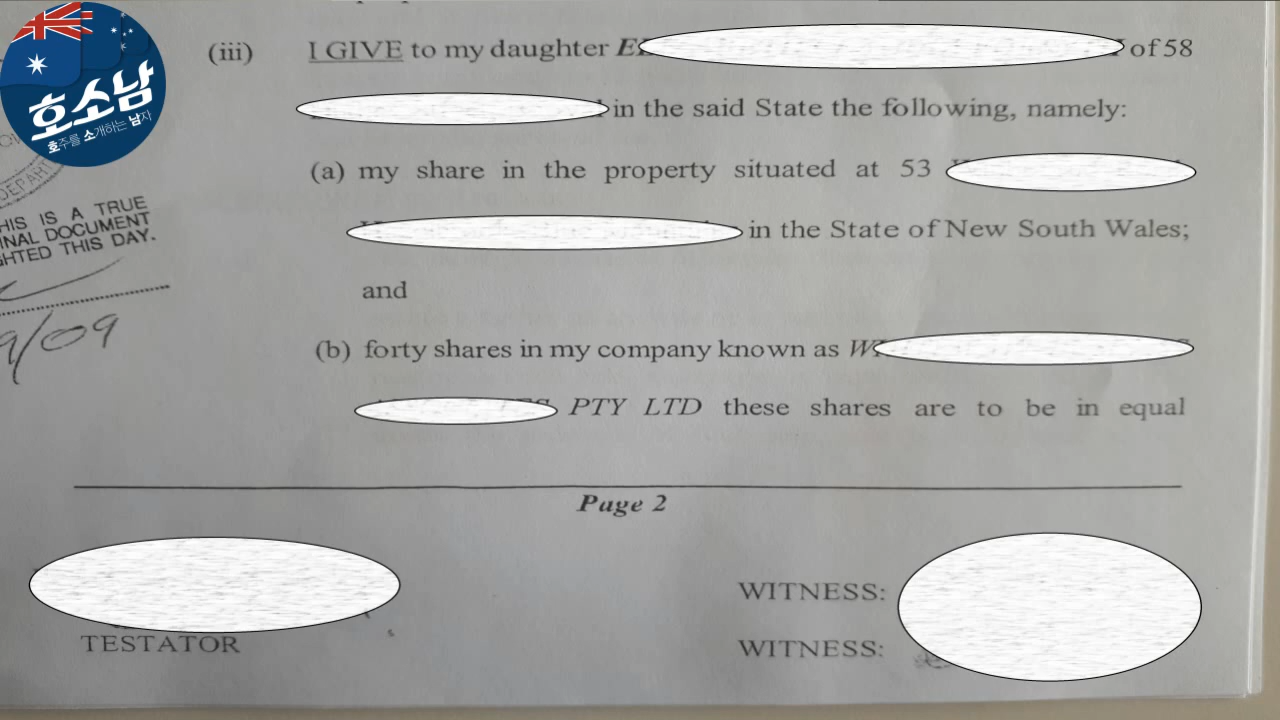 호소남
호주를 소개하는 남자
(iii) I GIVE to my daughter of 58
in the said State the following, namely:
(a) my share in the property situated at 53
in the State of New South Wales;
and
(b) forty shares in my company known as
PTY LTD these shares are to be in equal
HIS IS A TRUE
INAL DOCUMENT
GHTED THIS DAY.
9/09
Page 2
TESTATOR
WITNESS:
WITNESS: